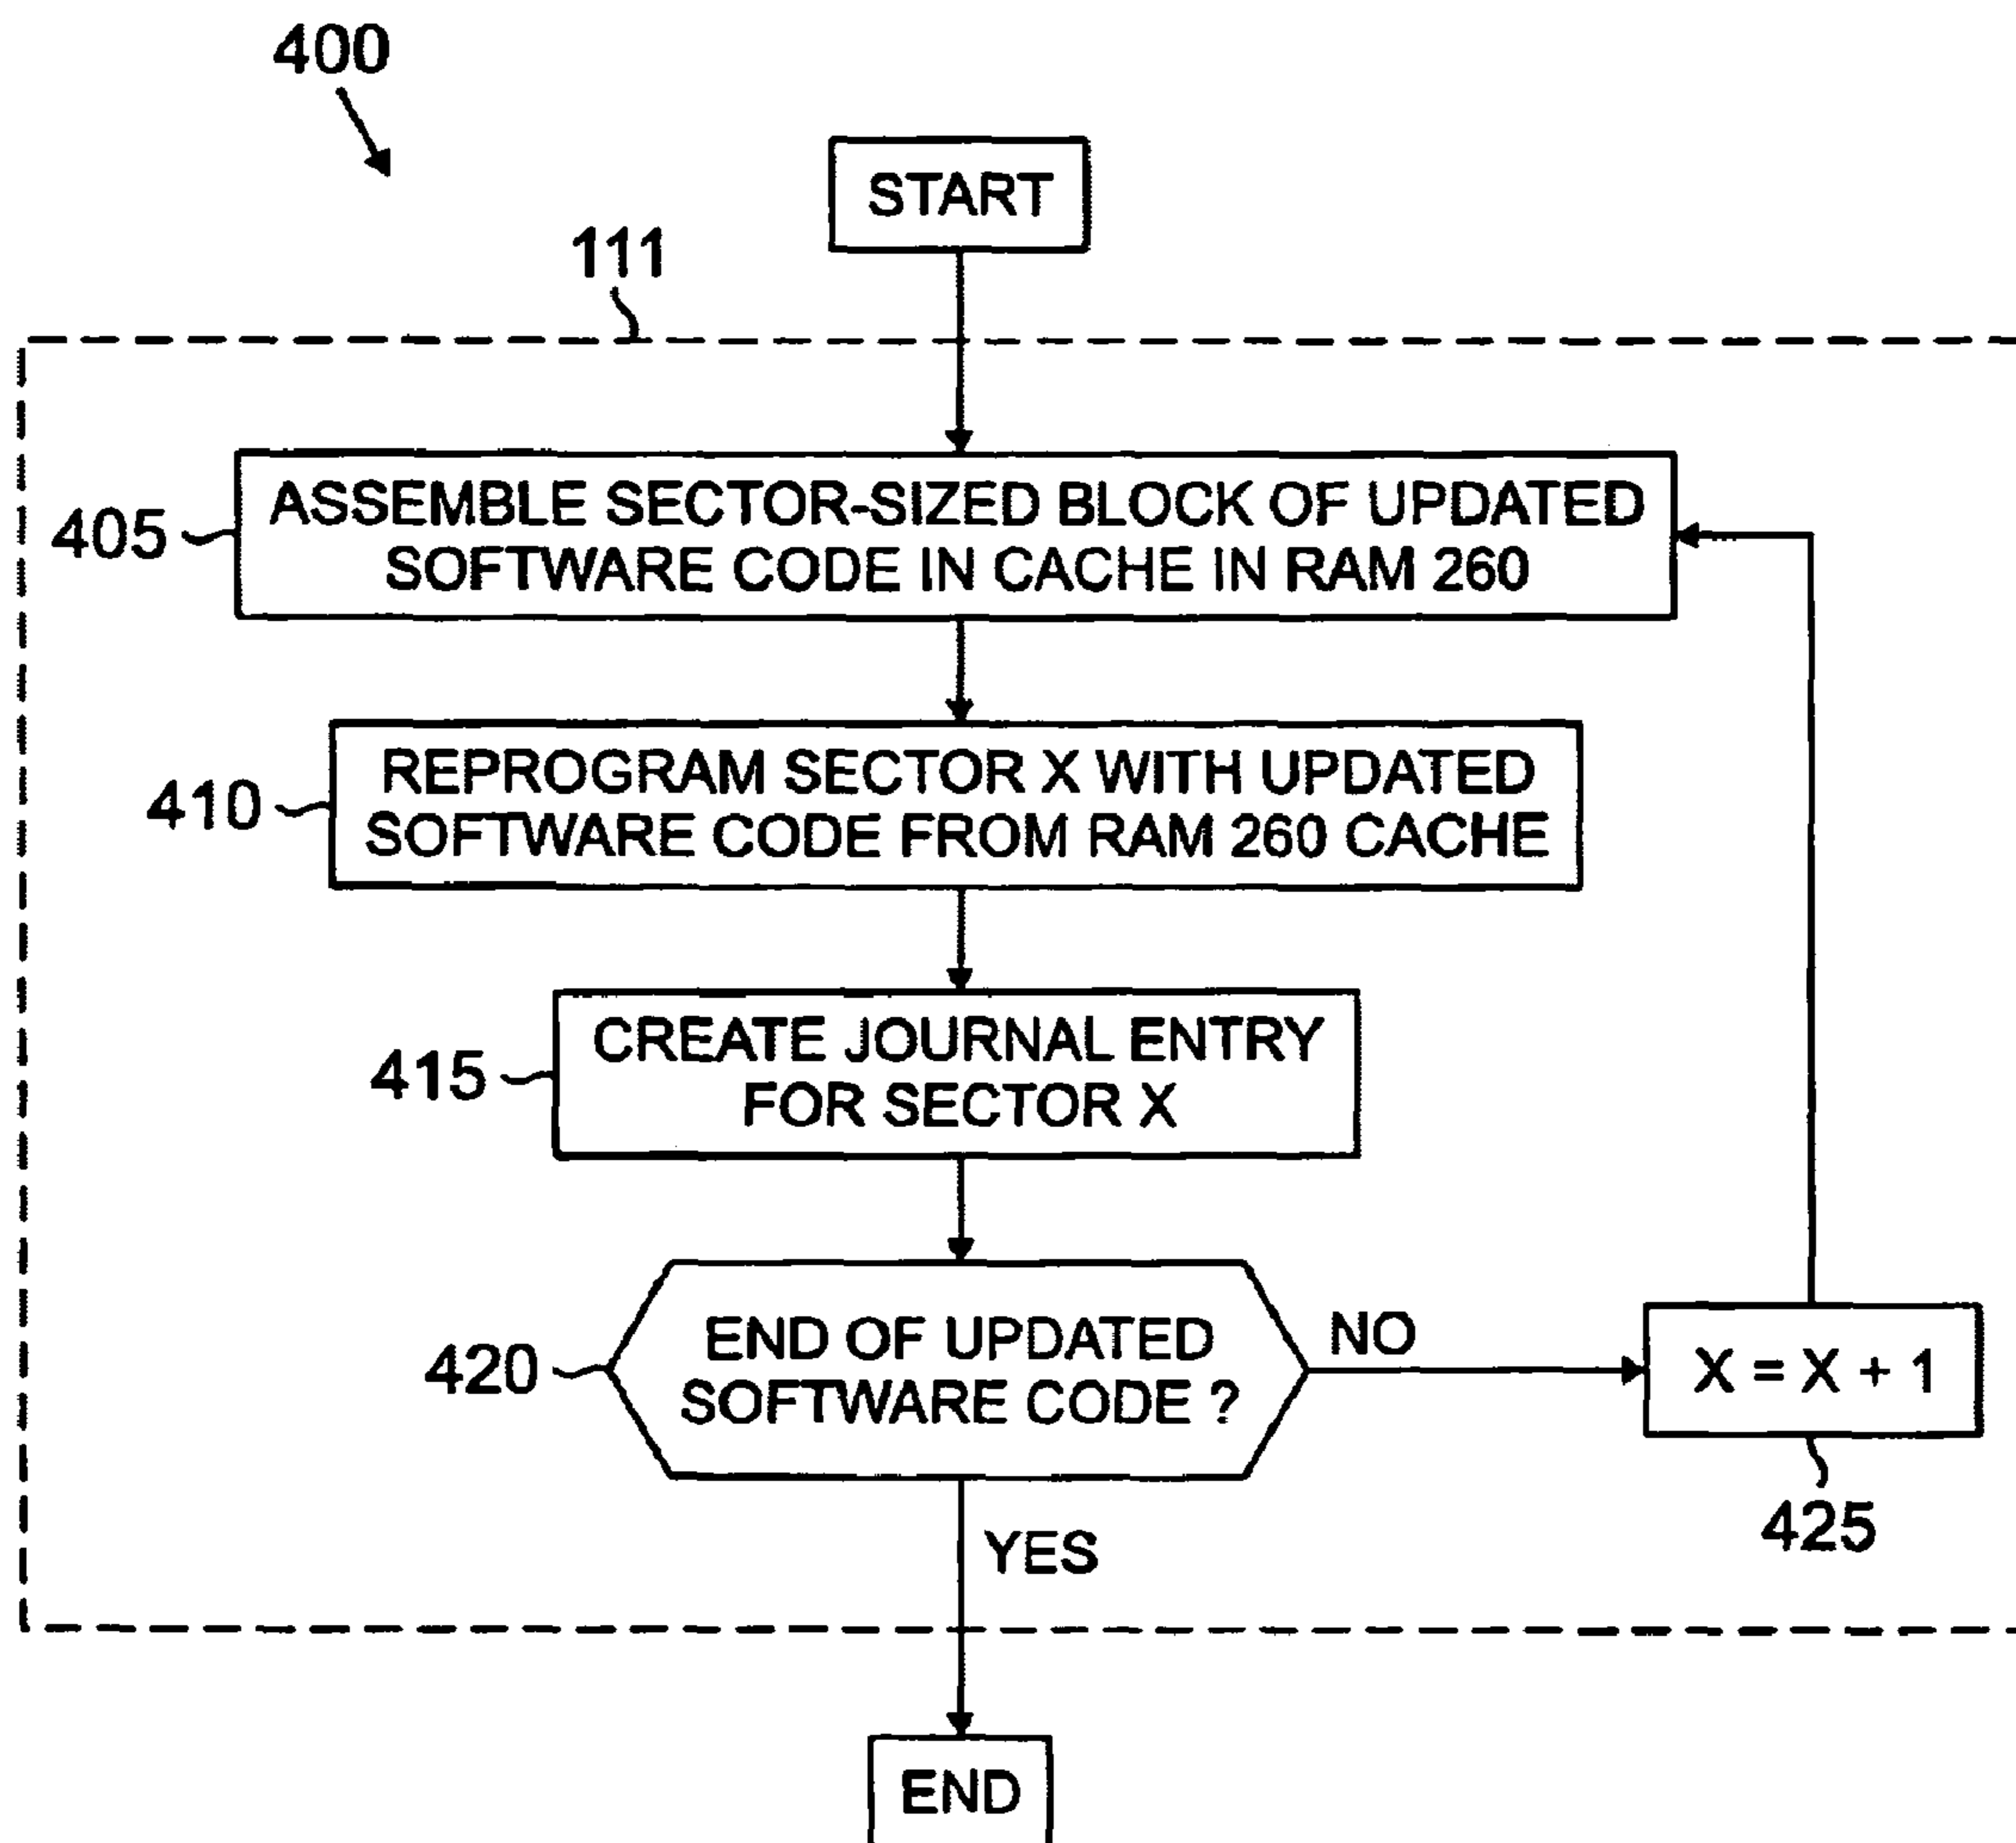 400
START
111
ASSEMBLE SECTOR-SIZED BLOCK OF UPDATED
SOFTWARE CODE IN CACHE IN RAM 260
405
REPROGRAM SECTOR X WITH UPDATED
SOFTWARE CODE FROM RAM 260 CACHE
410
CREATE JOURNAL ENTRY
FOR SECTOR X
415
END OF UPDATED
SOFTWARE CODE ?
420
NO
X = X + 1
425
YES
END